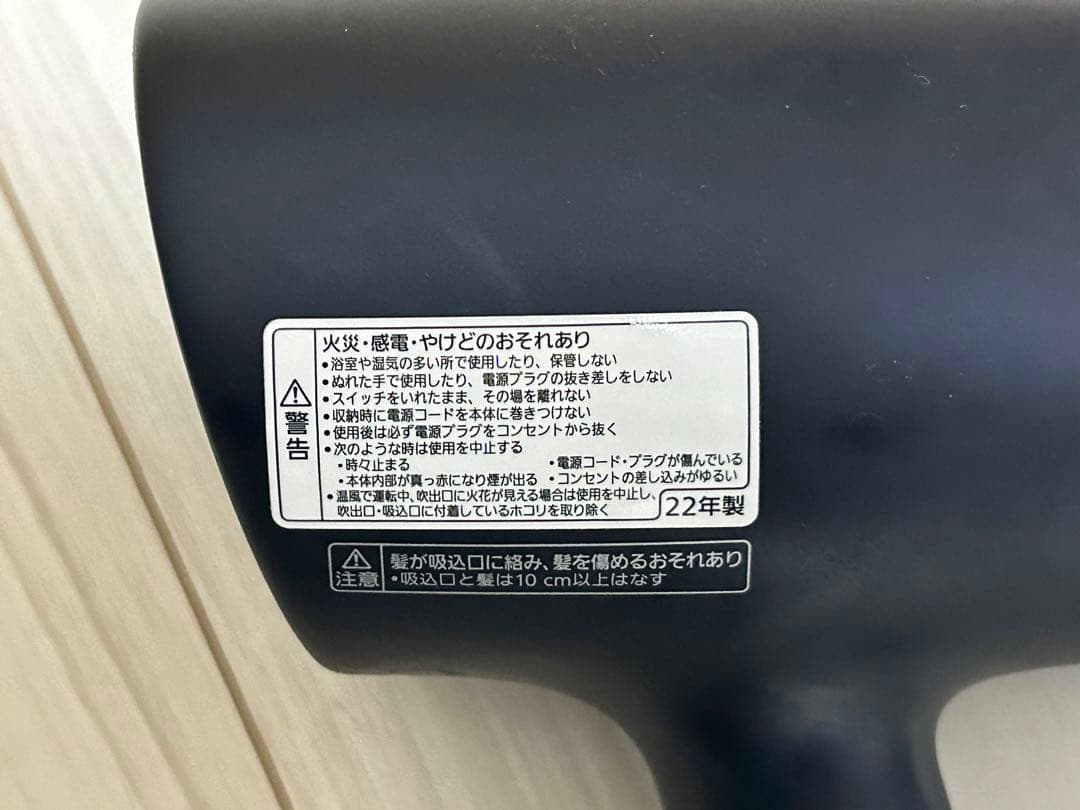 ⚠警告
火災・感電・やけどのおそれあり
•浴室や湿気の多い所で使用したり、保管しない
•ぬれた手で使用したり、電源プラグの抜き差しをしない
•スイッチをいれたまま、その場を離れない
•収納時に電源コードを本体に巻きつけない
•使用後は必ず電源プラグをコンセントから抜く
•次のような時は使用を中止する
・時々止まる ・電源コード・プラグが傷んでいる
・本体内部が真っ赤になり煙が出る ・コンセントの差し込みがゆるい
•温風で運転中、吹出口に火花が見える場合は使用を中止し、
吹出口・吸込口に付着しているホコリを取り除く
22年製
⚠注意
髪が吸込口に絡み、髪を傷めるおそれあり
•吸込口と髪は10 cm以上はなす